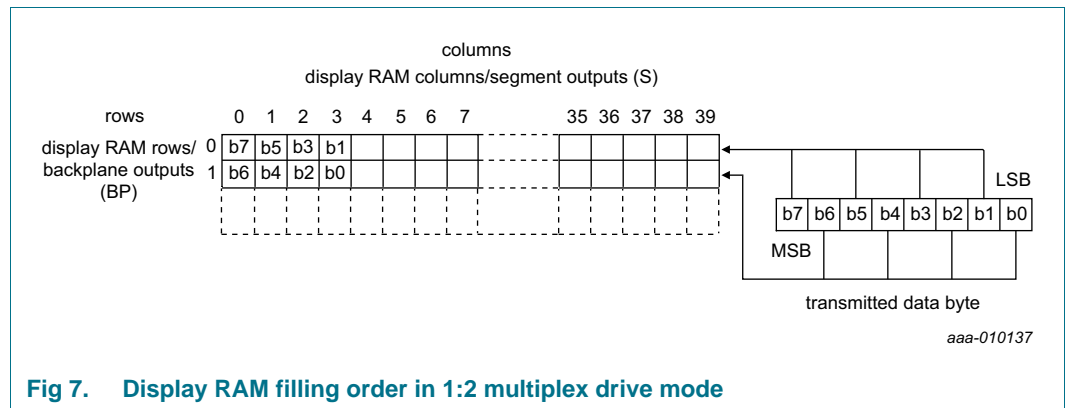 columns
display RAM columns/segment outputs (S)
rows 0 1 2 3 4 5 6 7 35 36 37 38 39
display RAM rows/ 0 b7 b5 b3 b1
backplane outputs 1 b6 b4 b2 b0
(BP)
LSB
b7 b6 b5 b4 b3 b2 b1 b0
MSB
transmitted data byte
aaa-010137
Fig 7. Display RAM filling order in 1:2 multiplex drive mode